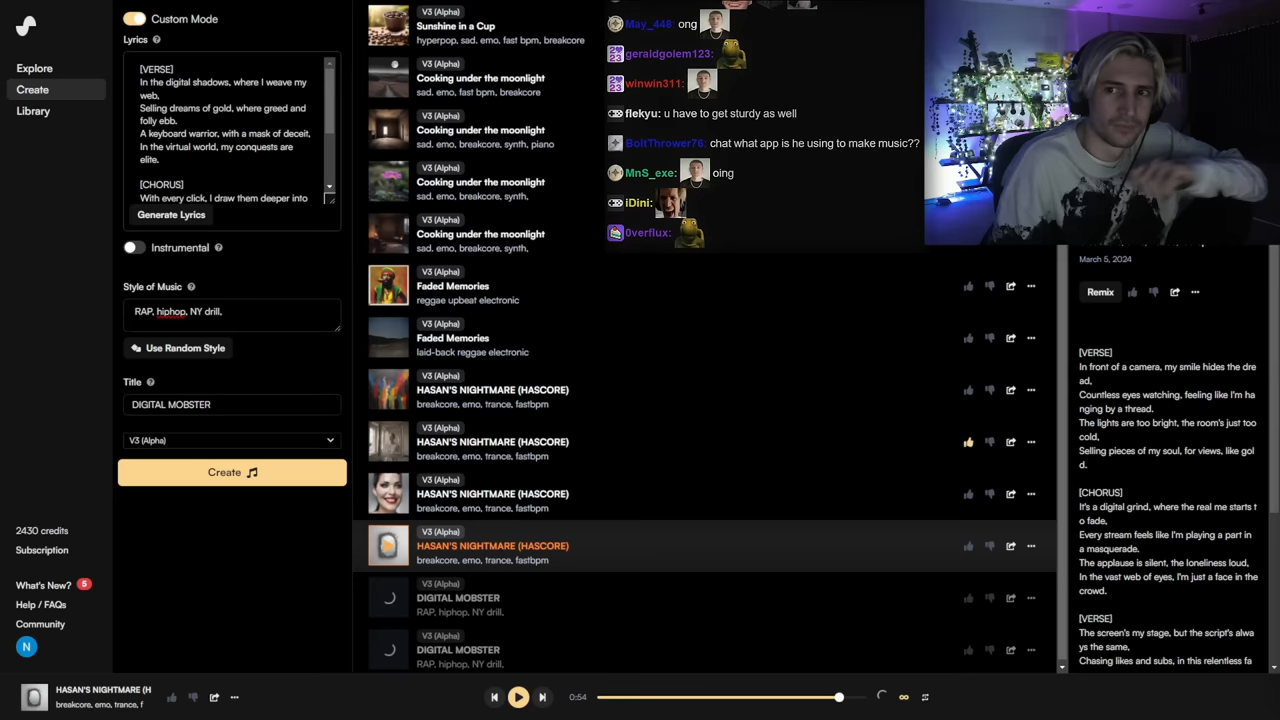 Explore
Create
Library
2430 credits
Subscription
What's New? 5
Help / FAQs
Community
N
Custom Mode
Lyrics
[VERSE]
In the digital shadows, where I weave my
web,
Selling dreams of gold, where greed and
folly ebb.
A keyboard warrior, with a mask of deceit,
In the virtual world, my conquests are
elite.
[CHORUS]
With every click, I draw them deeper into
Generate Lyrics
Instrumental
Style of Music
RAP, hiphop, NY drill,
Use Random Style
Title
DIGITAL MOBSTER
V3 (Alpha)
Create
V3 (Alpha)
Sunshine in a Cup
hyperpop, sad. emo, fast bpm, breakcore
V3 (Alpha)
Cooking under the moonlight
sad. emo, fast bpm, breakcore
V3 (Alpha)
Cooking under the moonlight
sad. emo, breakcore, synth, piano
V3 (Alpha)
Cooking under the moonlight
sad. emo, breakcore, synth,
V3 (Alpha)
Cooking under the moonlight
sad. emo, breakcore, synth,
V3 (Alpha)
Faded Memories
reggae upbeat electronic
V3 (Alpha)
Faded Memories
laid-back reggae electronic
V3 (Alpha)
HASAN'S NIGHTMARE (HASCORE)
breakcore, emo, trance, fastbpm
V3 (Alpha)
HASAN'S NIGHTMARE (HASCORE)
breakcore, emo, trance, fastbpm
V3 (Alpha)
HASAN'S NIGHTMARE (HASCORE)
breakcore, emo, trance, fastbpm
V3 (Alpha)
HASAN'S NIGHTMARE (HASCORE)
breakcore, emo, trance, fastbpm
V3 (Alpha)
DIGITAL MOBSTER
RAP, hiphop, NY drill,
V3 (Alpha)
DIGITAL MOBSTER
RAP, hiphop, NY drill,
May_448: ong
geraldgolem123:
winwin311:
flekyu: u have to get sturdy as well
BoltThrower76: chat what app is he using to make music??
MnS_exe: oing
iDini:
0verflux:
March 5, 2024
Remix
[VERSE]
In front of a camera, my smile hides the dre
ad,
Countless eyes watching, feeling like I'm ha
nging by a thread.
The lights are too bright, the room's just too
cold,
Selling pieces of my soul, for views, like gol
d.
[CHORUS]
It's a digital grind, where the real me starts t
o fade,
Every stream feels like I'm playing a part in
a masquerade.
The applause is silent, the loneliness loud,
In the vast web of eyes, I'm just a face in the
crowd.
[VERSE]
The screen's my stage, but the script's alwa
ys the same,
Chasing likes and subs, in this relentless fa
HASAN'S NIGHTMARE (H
breakcore, emo, trance, f
0:54